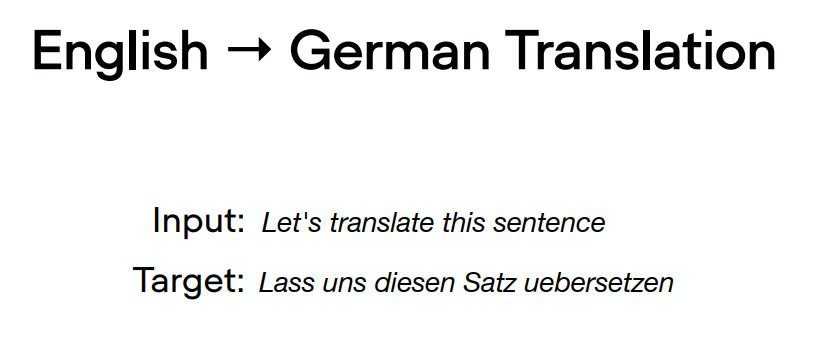 English → German Translation
Input: Let's translate this sentence
Target: Lass uns diesen Satz uebersetzen